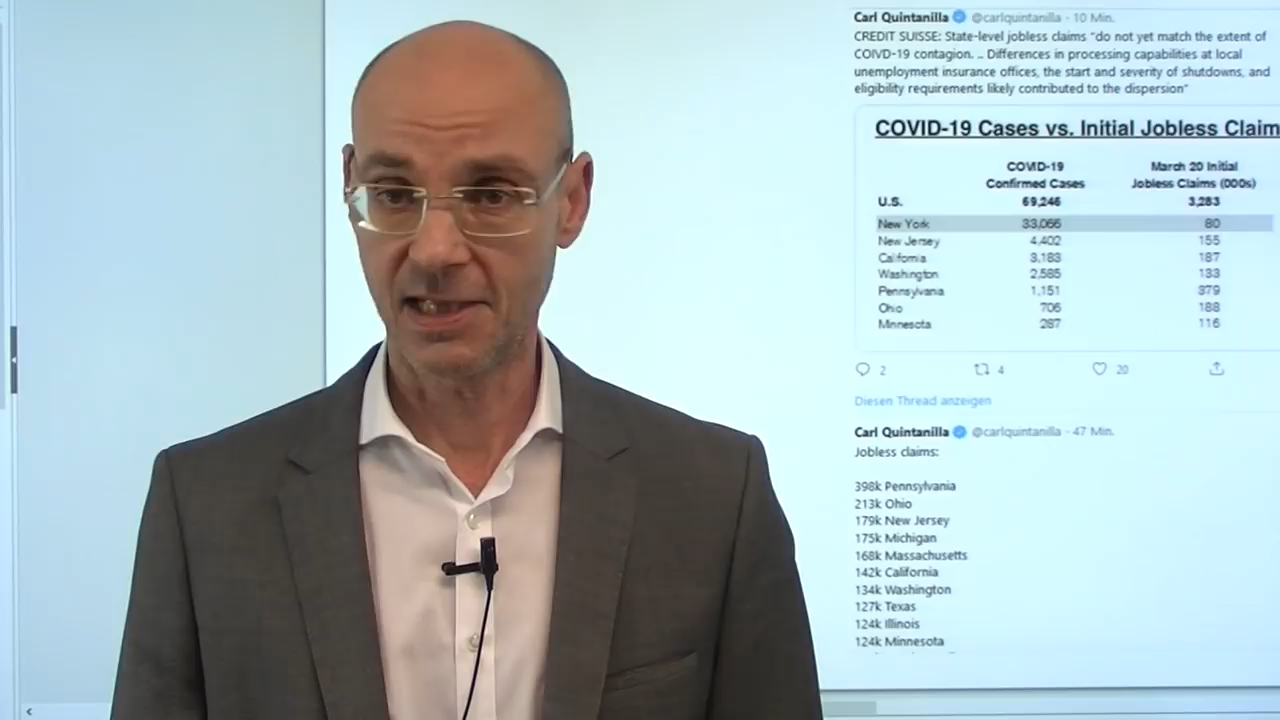 Carl Quintanilla @carlquintanilla · 10 Min.
CREDIT SUISSE: State-level jobless claims "do not yet match the extent of
COIVD-19 contagion. .. Differences in processing capabilities at local
unemployment insurance offices, the start and severity of shutdowns, and
eligibility requirements likely contributed to the dispersion"
COVID-19 Cases vs. Initial Jobless Claim
COVID-19 March 20 Initial
Confirmed Cases Jobless Claims (000s)
U.S. 69,246 3,283
New York 33,066 80
New Jersey 4,402 155
California 3,183 187
Washington 2,585 133
Pennsylvania 1,151 379
Ohio 706 188
Minnesota 287 116
2 4 20
Diesen Thread anzeigen
Carl Quintanilla @carlquintanilla · 47 Min.
Jobless claims:
398k Pennsylvania
213k Ohio
179k New Jersey
175k Michigan
168k Massachusetts
142k California
134k Washington
127k Texas
124k Illinois
124k Minnesota